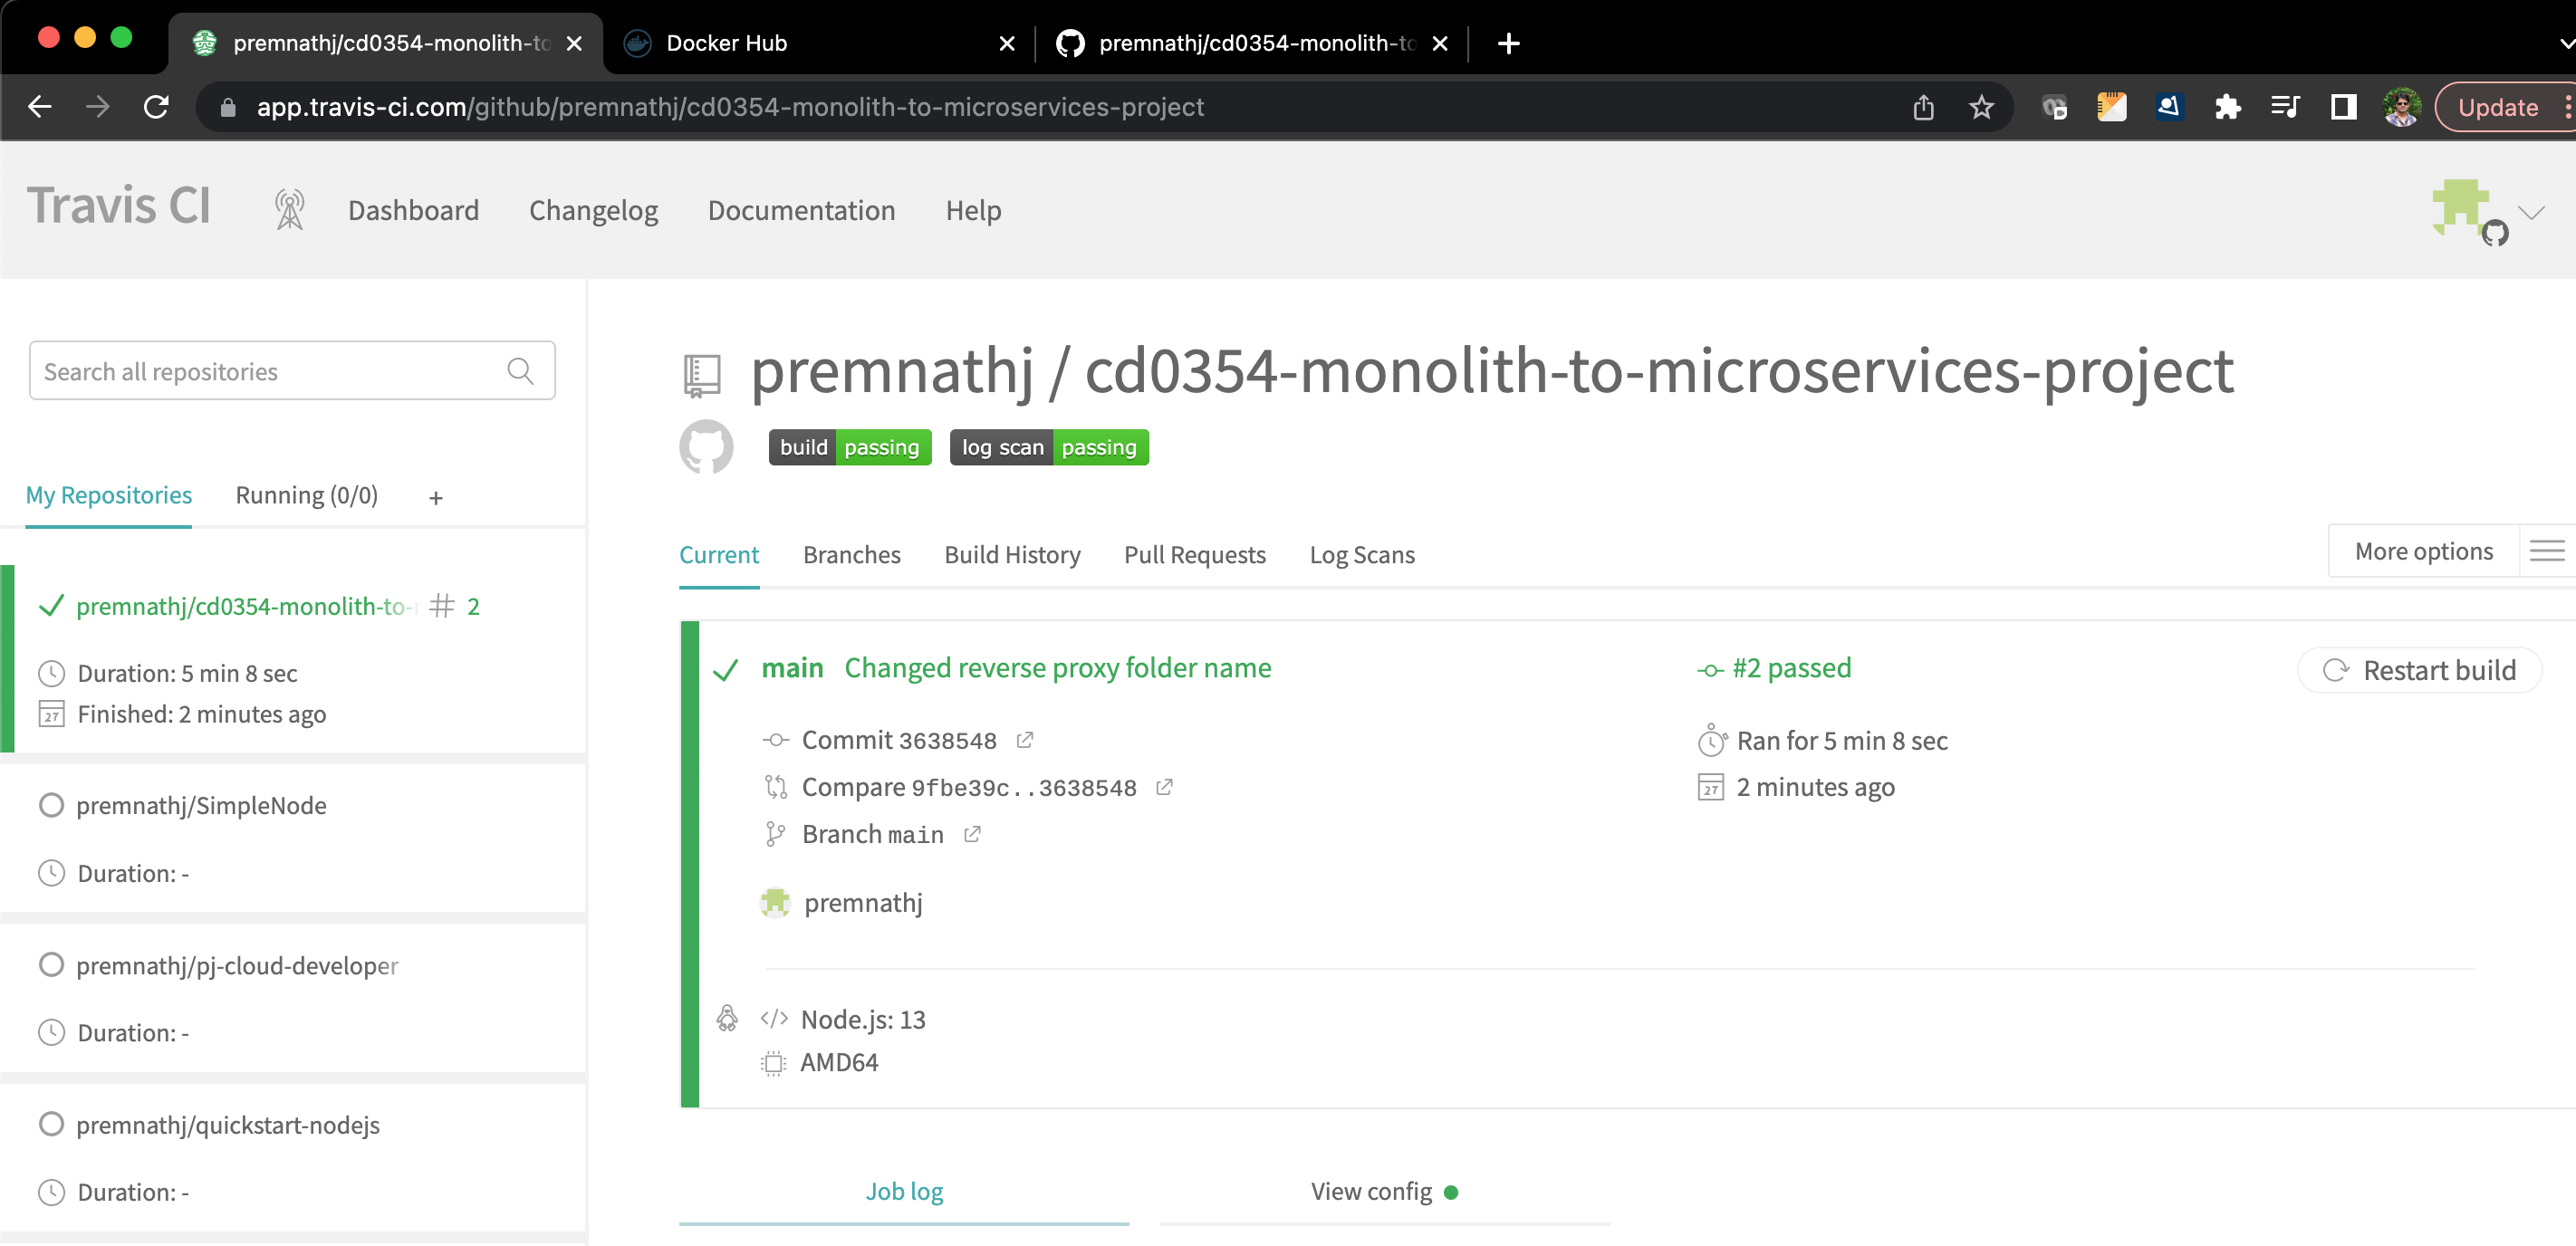 premnathj/cd0354-monolith-to
Docker Hub
premnathj/cd0354-monolith-to
app.travis-ci.com/github/premnathj/cd0354-monolith-to-microservices-project
Update
Travis CI
Dashboard
Changelog
Documentation
Help
Search all repositories
My Repositories
Running (0/0)
+
premnathj/cd0354-monolith-to- # 2
Duration: 5 min 8 sec
27
Finished: 2 minutes ago
premnathj/SimpleNode
Duration: -
premnathj/pj-cloud-developer
Duration: -
premnathj/quickstart-nodejs
Duration: -
premnathj / cd0354-monolith-to-microservices-project
build passing
log scan passing
Current
Branches
Build History
Pull Requests
Log Scans
More options
main Changed reverse proxy folder name
Commit 3638548
Compare 9fbe39c..3638548
Branch main
premnathj
#2 passed
Ran for 5 min 8 sec
27
2 minutes ago
Restart build
</> Node.js: 13
AMD64
Job log
View config